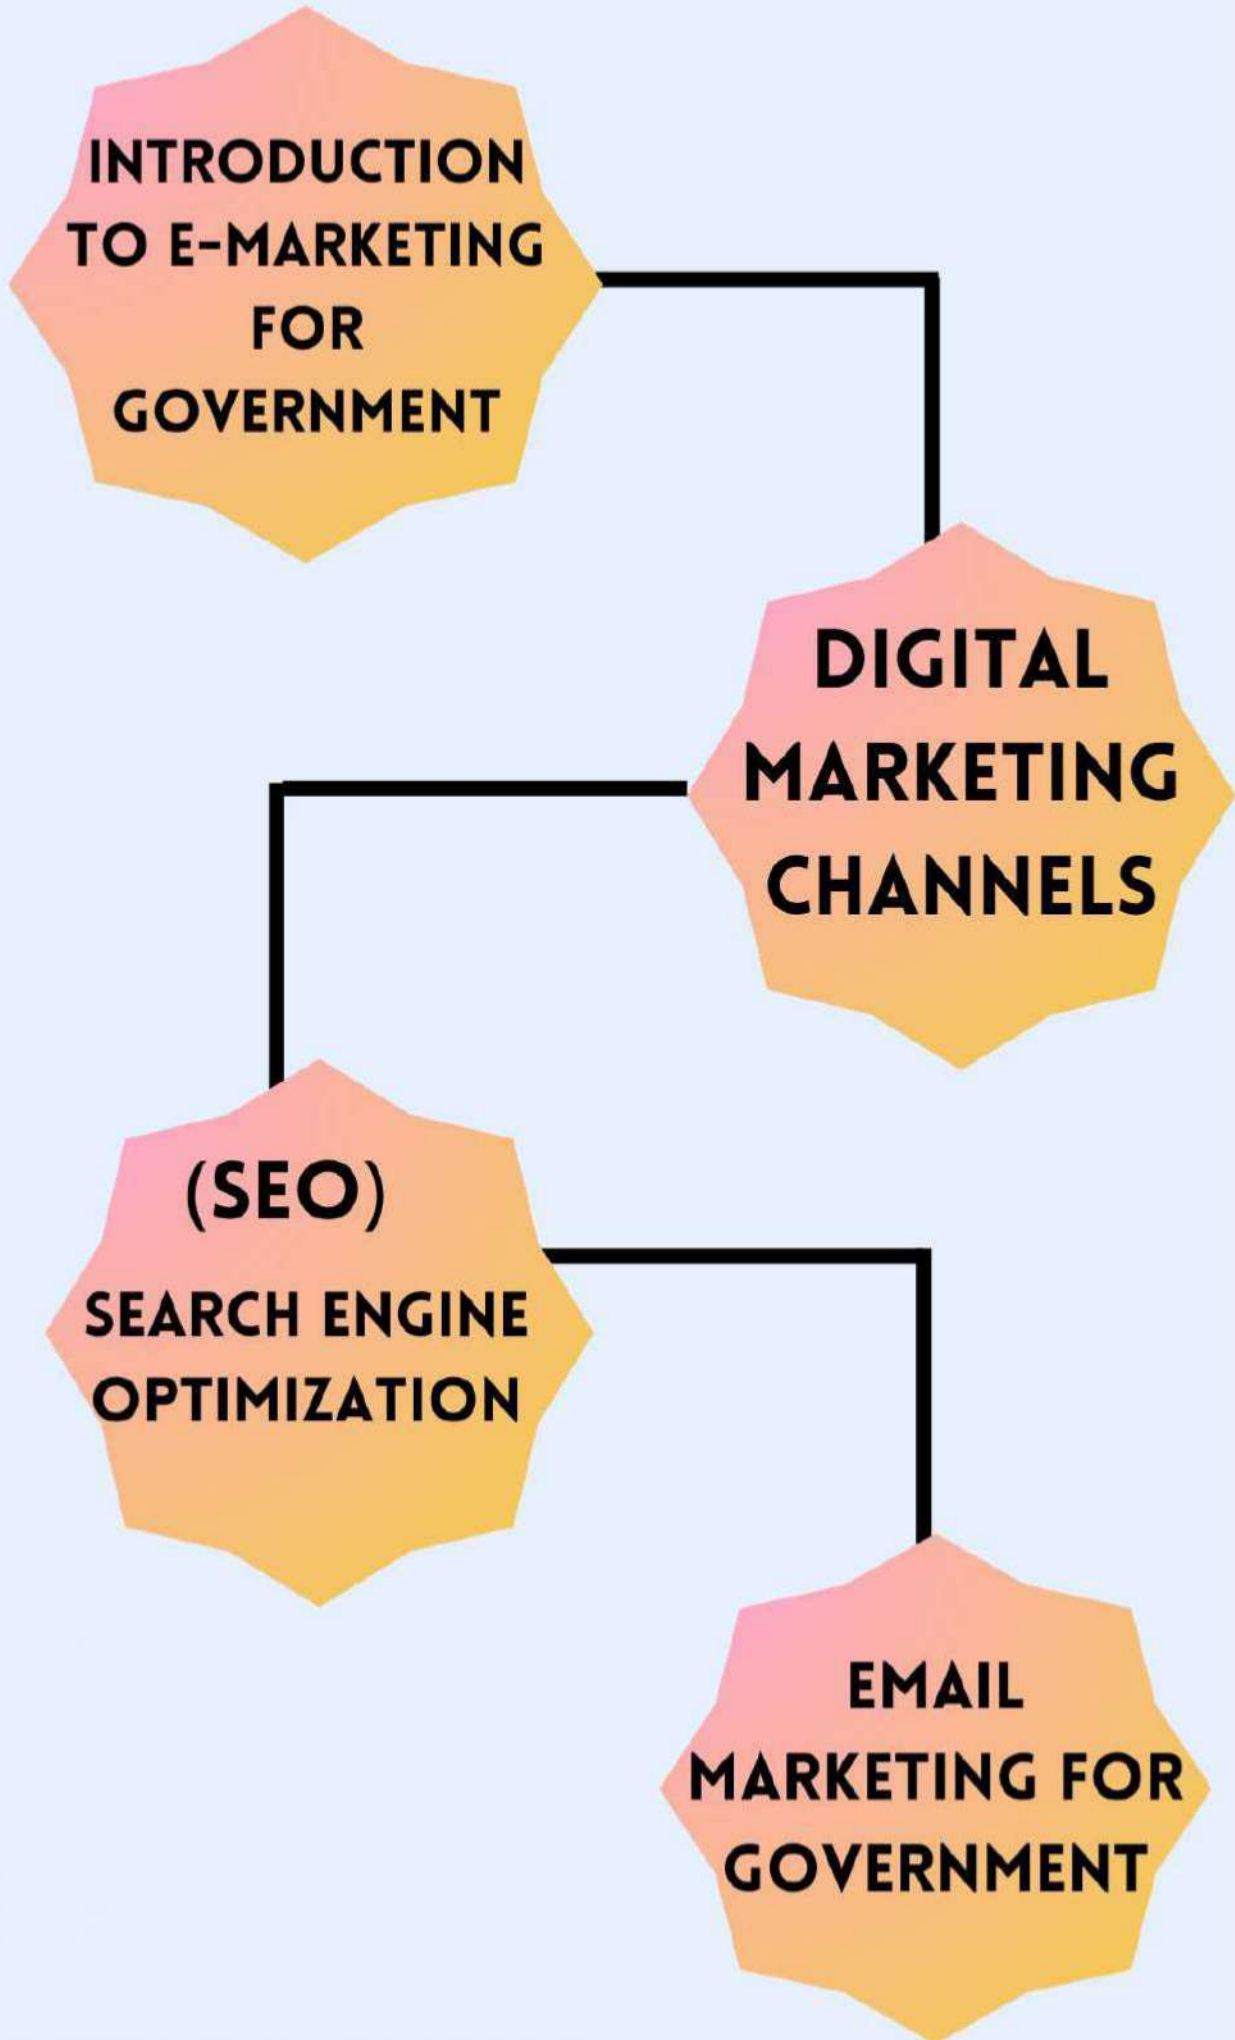 INTRODUCTION
TO E-MARKETING
FOR
GOVERNMENT
DIGITAL
MARKETING
CHANNELS
(SEO)
SEARCH ENGINE
OPTIMIZATION
EMAIL
MARKETING FOR
GOVERNMENT